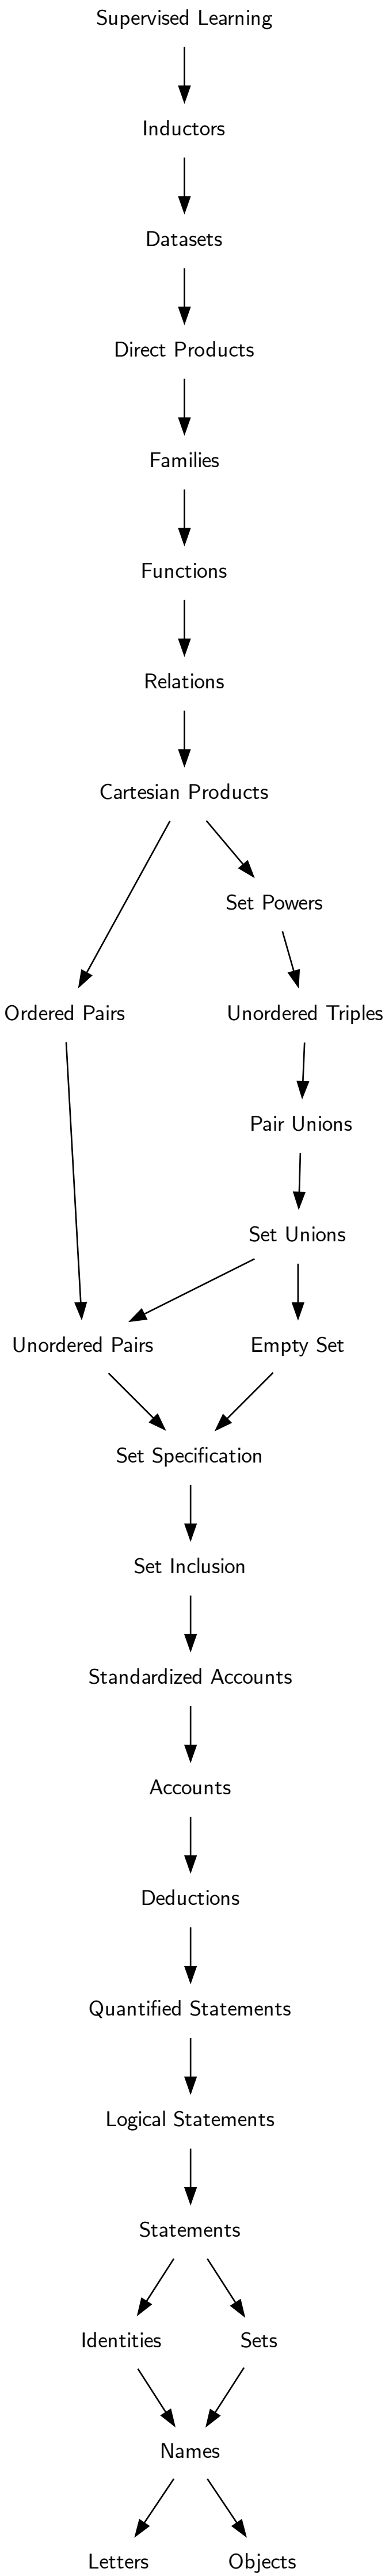 Supervised Learning
Inductors
Datasets
Direct Products
Families
Functions
Relations
Cartesian Products
Set Powers
Ordered Pairs
Unordered Triples
Pair Unions
Set Unions
Unordered Pairs
Empty Set
Set Specification
Set Inclusion
Standardized Accounts
Accounts
Deductions
Quantified Statements
Logical Statements
Statements
Identities
Sets
Names
Letters
Objects